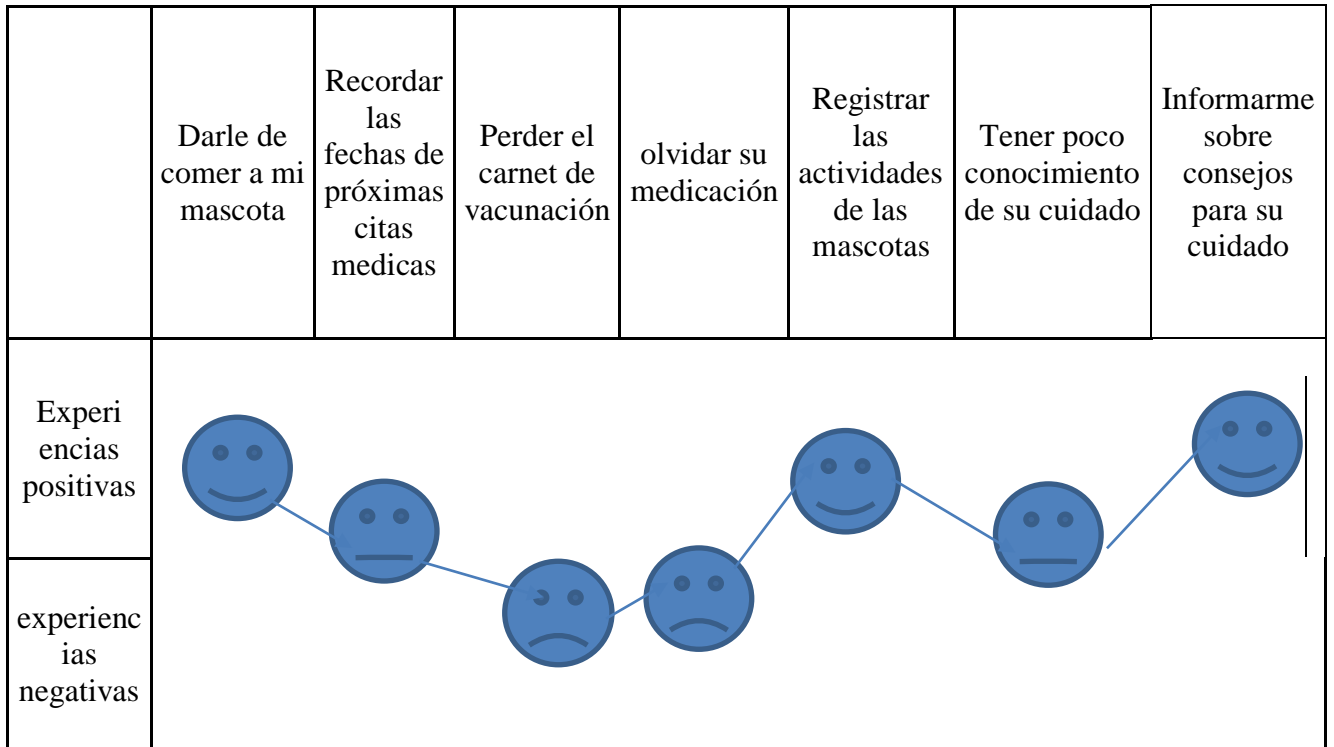 Darle de
comer a mi
mascota
Recordar
las
fechas de
próximas
citas
medicas
Perder el
carnet de
vacunación
olvidar su
medicación
Registrar
las
actividades
de las
mascotas
Tener poco
conocimiento
de su cuidado
Informarme
sobre
consejos
para su
cuidado
Experi
encias
positivas
experienc
ias
negativas